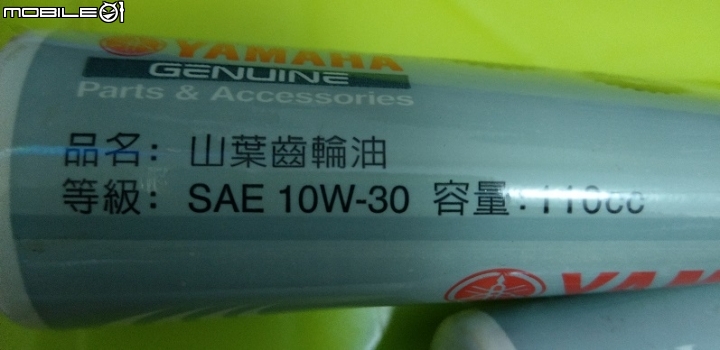 MOBILE01
YAMAHA
GENUINE
Parts & Accessories
品名: 山葉齒輪油
等級: SAE 10W-30 容量: 110cc
YAMA